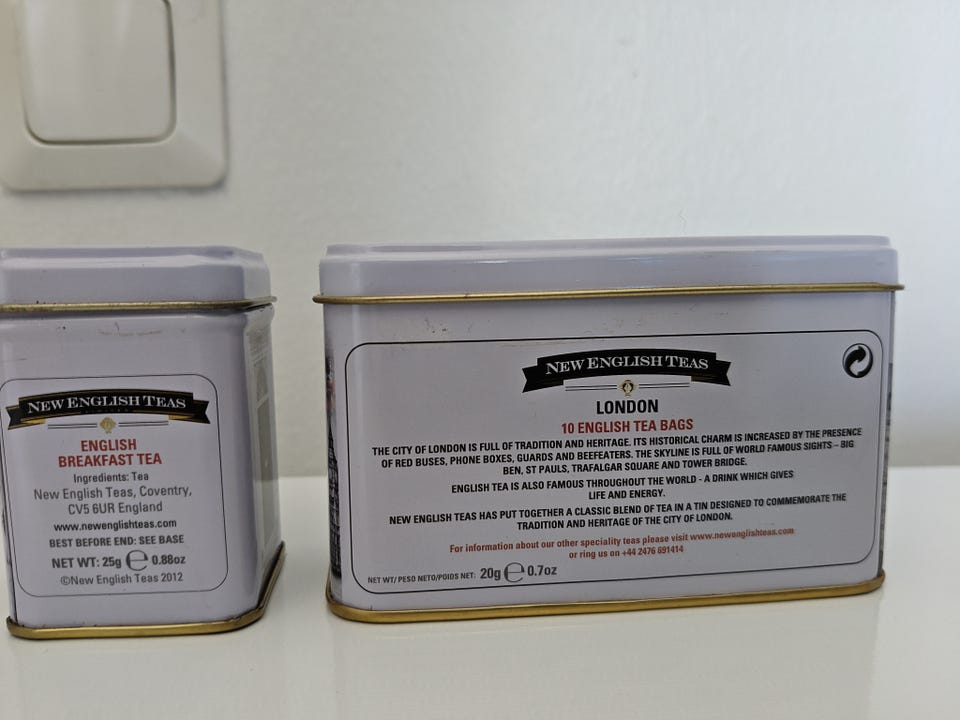 NEW ENGLISH TEAS
ENGLISH
BREAKFAST TEA
Ingredients: Tea
New English Teas, Coventry,
CV5 6UR England
www.newenglishteas.com
BEST BEFORE END: SEE BASE
NET WT: 25g ℮ 0.88oz
©New English Teas 2012
NEW ENGLISH TEAS
LONDON
10 ENGLISH TEA BAGS
THE CITY OF LONDON IS FULL OF TRADITION AND HERITAGE. ITS HISTORICAL CHARM IS INCREASED BY THE PRESENCE
OF RED BUSES, PHONE BOXES, GUARDS AND BEEFEATERS. THE SKYLINE IS FULL OF WORLD FAMOUS SIGHTS – BIG
BEN, ST PAULS, TRAFALGAR SQUARE AND TOWER BRIDGE.
ENGLISH TEA IS ALSO FAMOUS THROUGHOUT THE WORLD - A DRINK WHICH GIVES
LIFE AND ENERGY.
NEW ENGLISH TEAS HAS PUT TOGETHER A CLASSIC BLEND OF TEA IN A TIN DESIGNED TO COMMEMORATE THE
TRADITION AND HERITAGE OF THE CITY OF LONDON.
For information about our other speciality teas please visit www.newenglishteas.com
or ring us on +44 2476 691414
NET WT/ PESO NETO/POIDS NET: 20g ℮ 0.7oz